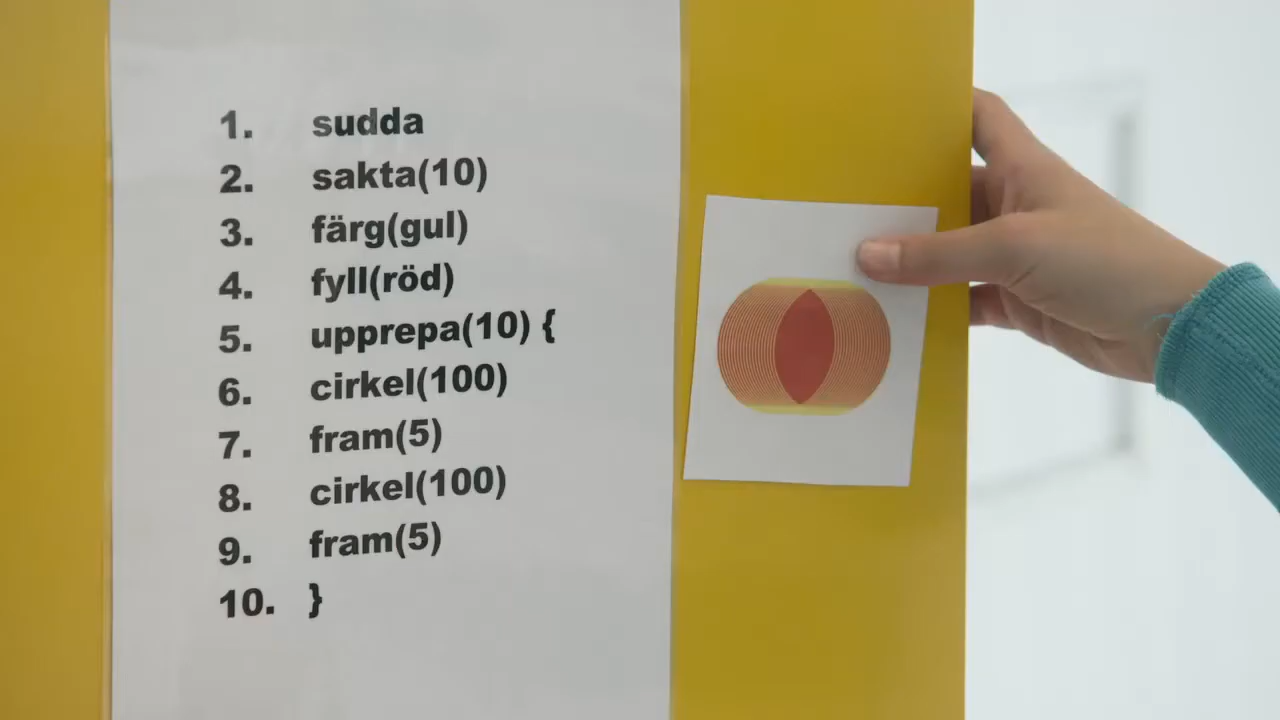 1. sudda
2. sakta(10)
3. färg(gul)
4. fyll(röd)
5. upprepa(10) {
6. cirkel(100)
7. fram(5)
8. cirkel(100)
9. fram(5)
10. }